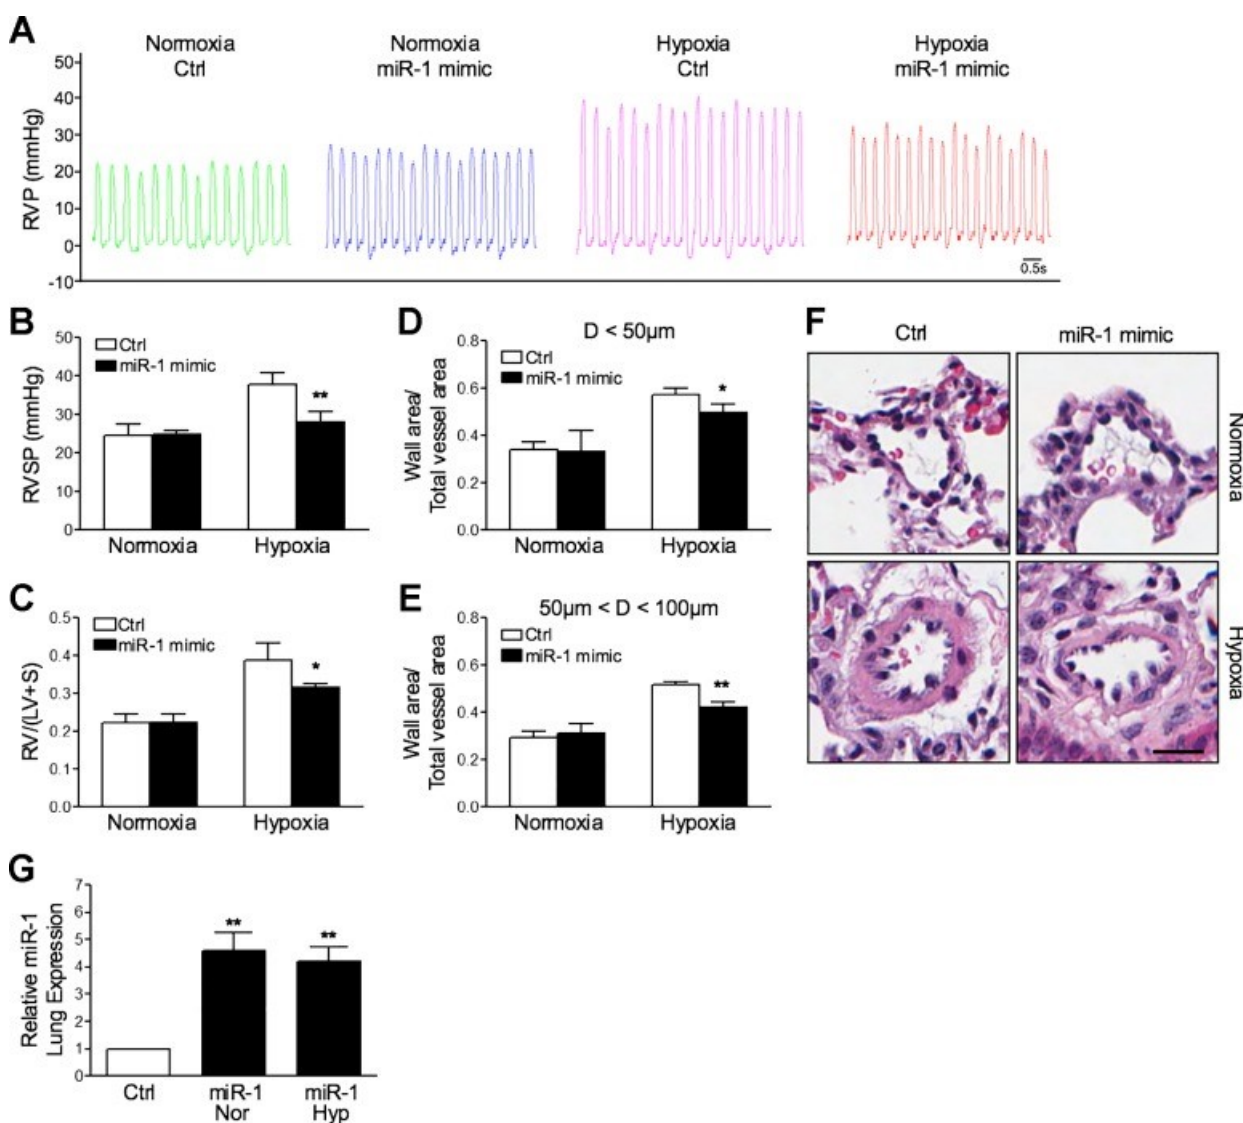 A
Normoxia
Ctrl
Normoxia
miR-1 mimic
Hypoxia
Ctrl
Hypoxia
miR-1 mimic
RVP (mmHg)
50
40
30
20
10
0
-10
0.5s
B
RVSP (mmHg)
50
40
30
20
10
0
Ctrl
miR-1 mimic
**
Normoxia
Hypoxia
D
D < 50µm
Wall area/
Total vessel area
0.8
0.6
0.4
0.2
0.0
Ctrl
miR-1 mimic
*
Normoxia
Hypoxia
F
Ctrl
miR-1 mimic
Normoxia
Hypoxia
C
RV/(LV+S)
0.5
0.4
0.3
0.2
0.1
0.0
Ctrl
miR-1 mimic
*
Normoxia
Hypoxia
E
50µm < D < 100µm
Wall area/
Total vessel area
0.8
0.6
0.4
0.2
0.0
Ctrl
miR-1 mimic
**
Normoxia
Hypoxia
G
Relative miR-1
Lung Expression
7
6
5
4
3
2
1
0
**
**
Ctrl
miR-1
Nor
miR-1
Hyp